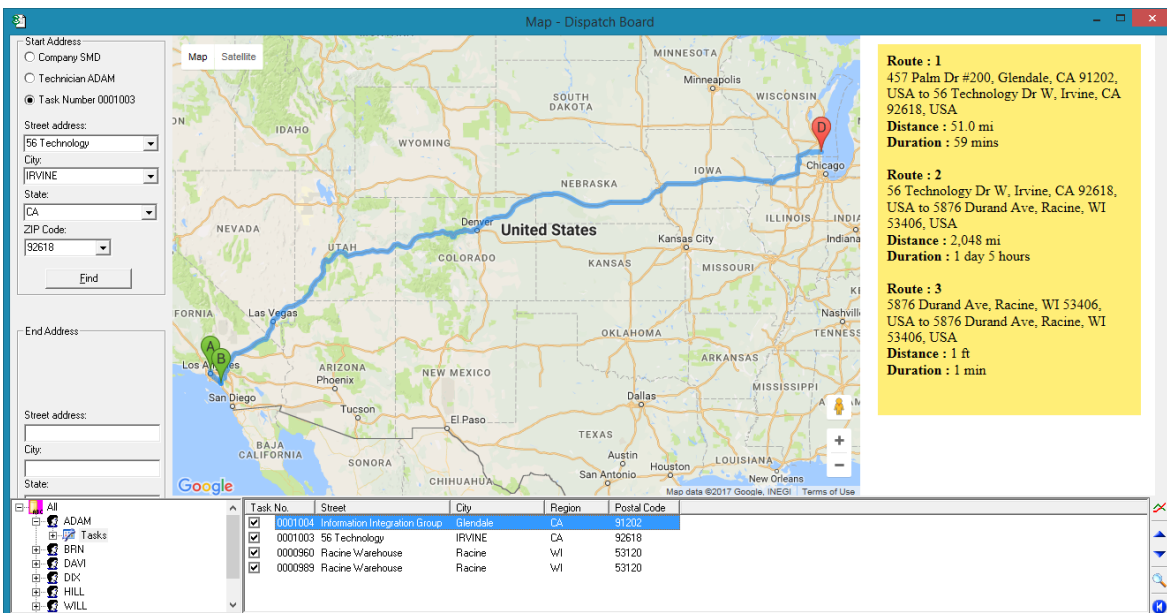 Map - Dispatch Board
Start Address
Company SMD
Technician ADAM
Task Number 0001003
Street address:
56 Technology
City:
IRVINE
State:
CA
ZIP Code:
92618
Find
End Address
Street address:
City:
State:
Map Satellite
MINNESOTA
Minneapolis
WISCONSIN
SOUTH
DAKOTA
IDAHO
WYOMING
D
IOWA
Chicago
NEBRASKA
NEVADA
UTAH
Denver
United States
ILLINOIS
INDIA
Indiana
Kansas City
COLORADO
KANSAS
MISSOURI
FORNIA
Las Vegas
Nashvill
OKLAHOMA
TENNES
A
B
Los Angeles
ARIZONA
Phoenix
NEW MEXICO
ARKANSAS
San Diego
Dallas
MISSISSIPPI
Tucson
El Paso
TEXAS
BAJA
CALIFORNIA
SONORA
Austin
LOUISIANA
Houston
San Antonio
New Orleans
CHIHUAHUA
Google
Map data ©2017 Google, INEGI Terms of Use
Route : 1
457 Palm Dr #200, Glendale, CA 91202,
USA to 56 Technology Dr W, Irvine, CA
92618, USA
Distance : 51.0 mi
Duration : 59 mins
Route : 2
56 Technology Dr W, Irvine, CA 92618,
USA to 5876 Durand Ave, Racine, WI
53406, USA
Distance : 2,048 mi
Duration : 1 day 5 hours
Route : 3
5876 Durand Ave, Racine, WI 53406,
USA to 5876 Durand Ave, Racine, WI
53406, USA
Distance : 1 ft
Duration : 1 min
All
ADAM
Tasks
BRN
DAVI
DIX
HILL
WILL
Task No. Street City Region Postal Code
0001004 Information Integration Group Glendale CA 91202
0001003 56 Technology IRVINE CA 92618
0000960 Racine Warehouse Racine WI 53120
0000989 Racine Warehouse Racine WI 53120